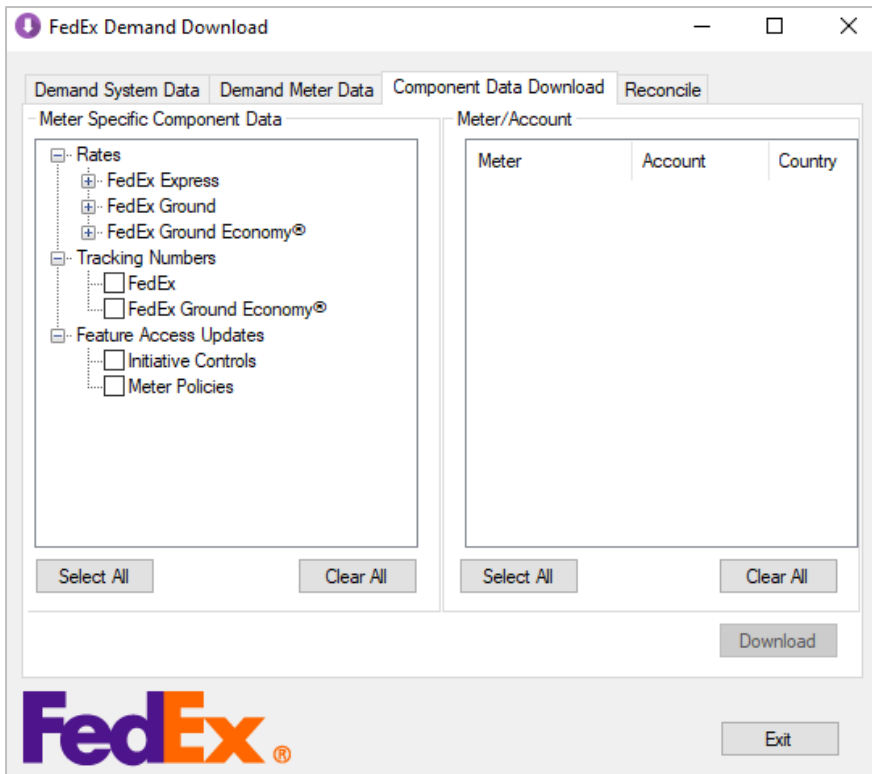 FedEx Demand Download
Demand System Data Demand Meter Data Component Data Download Reconcile
Meter Specific Component Data
Rates
FedEx Express
FedEx Ground
FedEx Ground Economy®
Tracking Numbers
FedEx
FedEx Ground Economy®
Feature Access Updates
Initiative Controls
Meter Policies
Select All Clear All
Meter/Account
Meter Account Country
Select All Clear All
Download
FedEx®
Exit